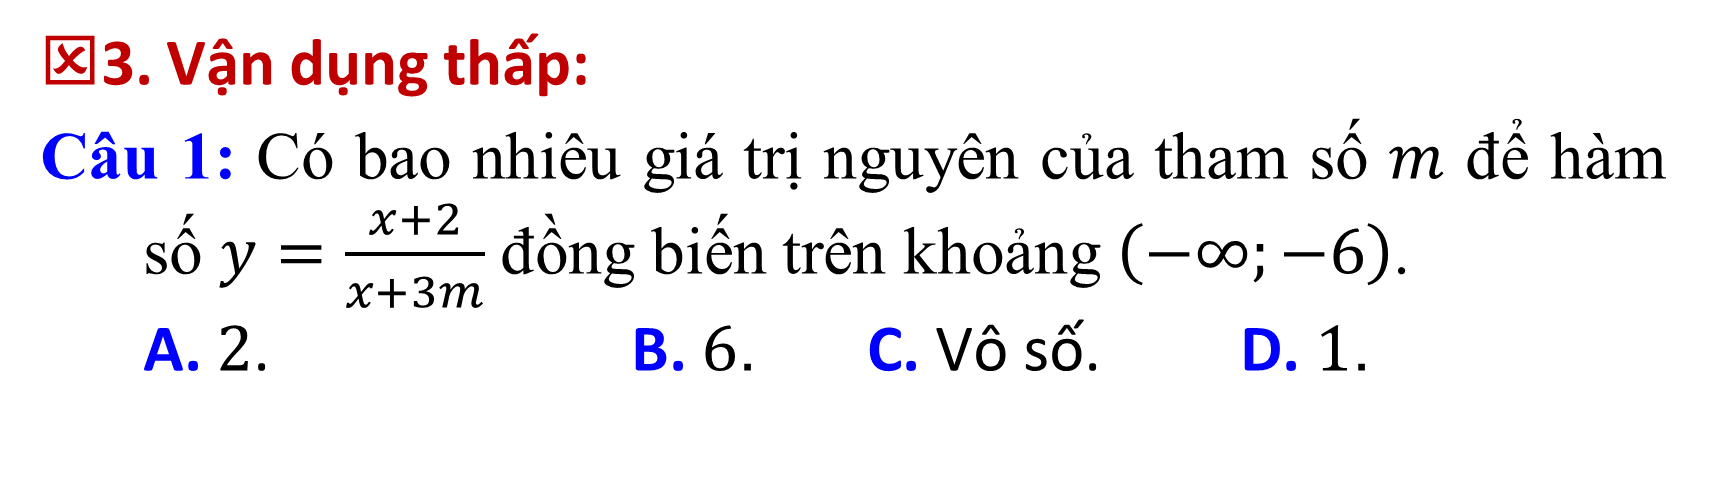 ☒3. Vận dụng thấp:
Câu 1: Có bao nhiêu giá trị nguyên của tham số m để hàm
số y = \frac{x+2}{x+3m} đồng biến trên khoảng (−∞; −6).
A. 2. B. 6. C. Vô số. D. 1.